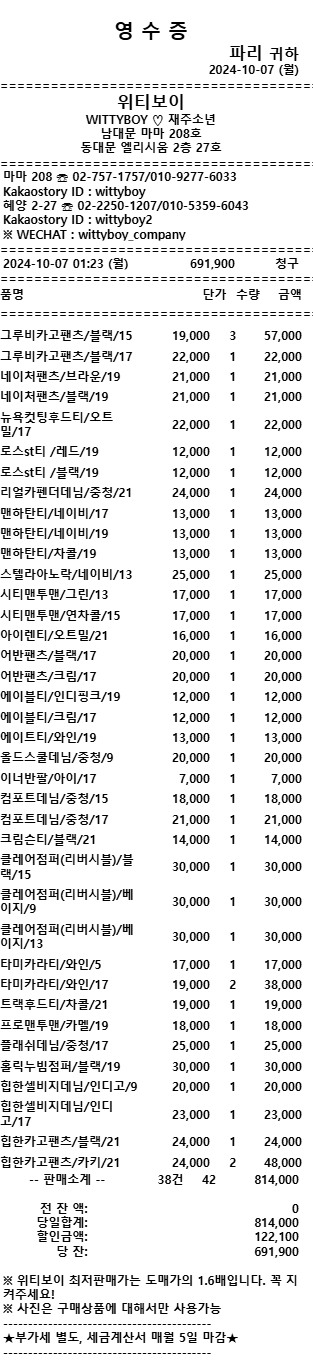 영 수 증
파리 귀하
2024-10-07 (월)
========================================
위티보이
WITTYBOY ♡ 재주소년
남대문 마마 208호
동대문 엘리시움 2층 27호
========================================
마마 208 ☏ 02-757-1757/010-9277-6033
Kakaostory ID : wittyboy
혜양 2-27 ☏ 02-2250-1207/010-5359-6043
Kakaostory ID : wittyboy2
※ WECHAT : wittyboy_company
========================================
2024-10-07 01:23 (월) 691,900 청구
========================================
품명 단가 수량 금액
========================================
그루비카고팬츠/블랙/15 19,000 3 57,000
그루비카고팬츠/블랙/17 22,000 1 22,000
네이처팬츠/브라운/19 21,000 1 21,000
네이처팬츠/블랙/19 21,000 1 21,000
뉴욕컷팅후드티/오트
밀/17 22,000 1 22,000
로스st티 /레드/19 12,000 1 12,000
로스st티 /블랙/19 12,000 1 12,000
리얼카펜더데님/중청/21 24,000 1 24,000
맨하탄티/네이비/17 13,000 1 13,000
맨하탄티/네이비/19 13,000 1 13,000
맨하탄티/차콜/19 13,000 1 13,000
스텔라아노락/네이비/13 25,000 1 25,000
시티맨투맨/그린/13 17,000 1 17,000
시티맨투맨/연차콜/15 17,000 1 17,000
아이렌티/오트밀/21 16,000 1 16,000
어반팬츠/블랙/17 20,000 1 20,000
어반팬츠/크림/17 20,000 1 20,000
에이블티/인디핑크/19 12,000 1 12,000
에이블티/크림/17 12,000 1 12,000
에이트티/와인/19 13,000 1 13,000
올드스쿨데님/중청/9 20,000 1 20,000
이너반팔/아이/17 7,000 1 7,000
컴포트데님/중청/15 18,000 1 18,000
컴포트데님/중청/17 21,000 1 21,000
크림슨티/블랙/21 14,000 1 14,000
클레어점퍼(리버시블)/블
랙/15 30,000 1 30,000
클레어점퍼(리버시블)/베
이지/9 30,000 1 30,000
클레어점퍼(리버시블)/베
이지/13 30,000 1 30,000
타미카라티/와인/5 17,000 1 17,000
타미카라티/와인/17 19,000 2 38,000
트랙후드티/차콜/21 19,000 1 19,000
프로맨투맨/카멜/19 18,000 1 18,000
플래쉬데님/중청/17 25,000 1 25,000
홀릭누빔점퍼/블랙/19 30,000 1 30,000
힙한셀비지데님/인디고/9 20,000 1 20,000
힙한셀비지데님/인디
고/17 23,000 1 23,000
힙한카고팬츠/블랙/21 24,000 1 24,000
힙한카고팬츠/카키/21 24,000 2 48,000
-- 판매소계 -- 38건 42 814,000
전 잔 액: 0
당일합계: 814,000
할인금액: 122,100
당 잔: 691,900
※ 위티보이 최저판매가는 도매가의 1.6배입니다. 꼭 지
켜주세요!
※ 사진은 구매상품에 대해서만 사용가능
------------------------------------------
★부가세 별도, 세금계산서 매월 5일 마감★
------------------------------------------